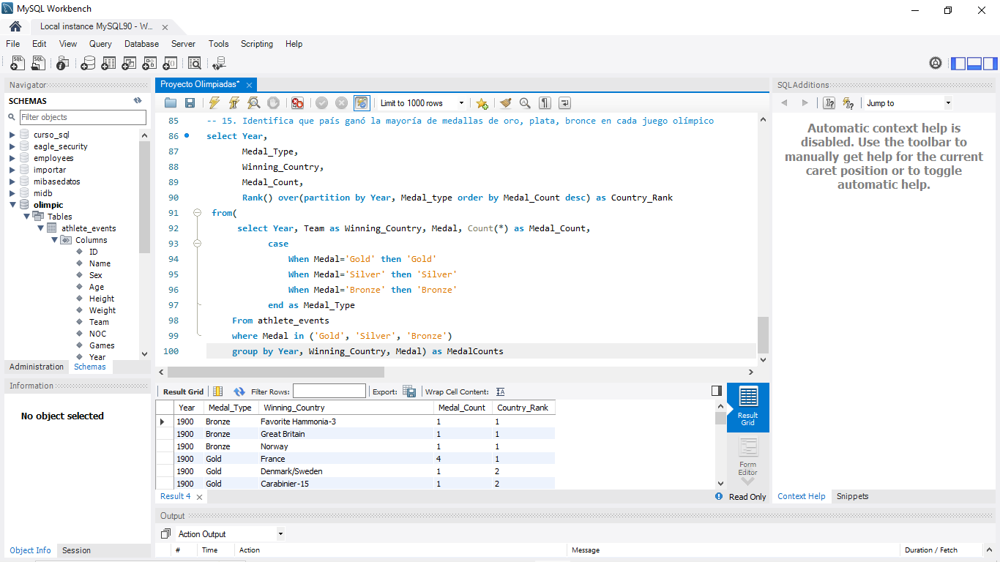 MySQL Workbench
Local instance MySQL90 - W...
File Edit View Query Database Server Tools Scripting Help
Navigator
SCHEMAS
Filter objects
curso_sql
eagle_security
employees
importar
mibasedatos
midb
olimpic
Tables
athlete_events
Columns
ID
Name
Sex
Age
Height
Weight
Team
NOC
Games
Year
Administration Schemas
Information
No object selected
Object Info Session
Proyecto Olimpiadas*
Limit to 1000 rows
85 -- 15. Identifica que país ganó la mayoría de medallas de oro, plata, bronce en cada juego olímpico
86 select Year,
87 Medal_Type,
88 Winning_Country,
89 Medal_Count,
90 Rank() over(partition by Year, Medal_type order by Medal_Count desc) as Country_Rank
91 from(
92 select Year, Team as Winning_Country, Medal, Count(*) as Medal_Count,
93 case
94 When Medal='Gold' then 'Gold'
95 When Medal='Silver' then 'Silver'
96 When Medal='Bronze' then 'Bronze'
97 end as Medal_Type
98 From athlete_events
99 where Medal in ('Gold', 'Silver', 'Bronze')
100 group by Year, Winning_Country, Medal) as MedalCounts
Result Grid Filter Rows: Export: Wrap Cell Content:
Year Medal_Type Winning_Country Medal_Count Country_Rank
1900 Bronze Favorite Hammonia-3 1 1
1900 Bronze Great Britain 1 1
1900 Bronze Norway 1 1
1900 Gold France 4 1
1900 Gold Denmark/Sweden 1 2
1900 Gold Carabinier-15 1 2
Result Grid
Form Editor
Result 4
Read Only
Output
Action Output
# Time Action Message Duration / Fetch
SQLAdditions
Jump to
Automatic context help is
disabled. Use the toolbar to
manually get help for the current
caret position or to toggle
automatic help.
Context Help Snippets